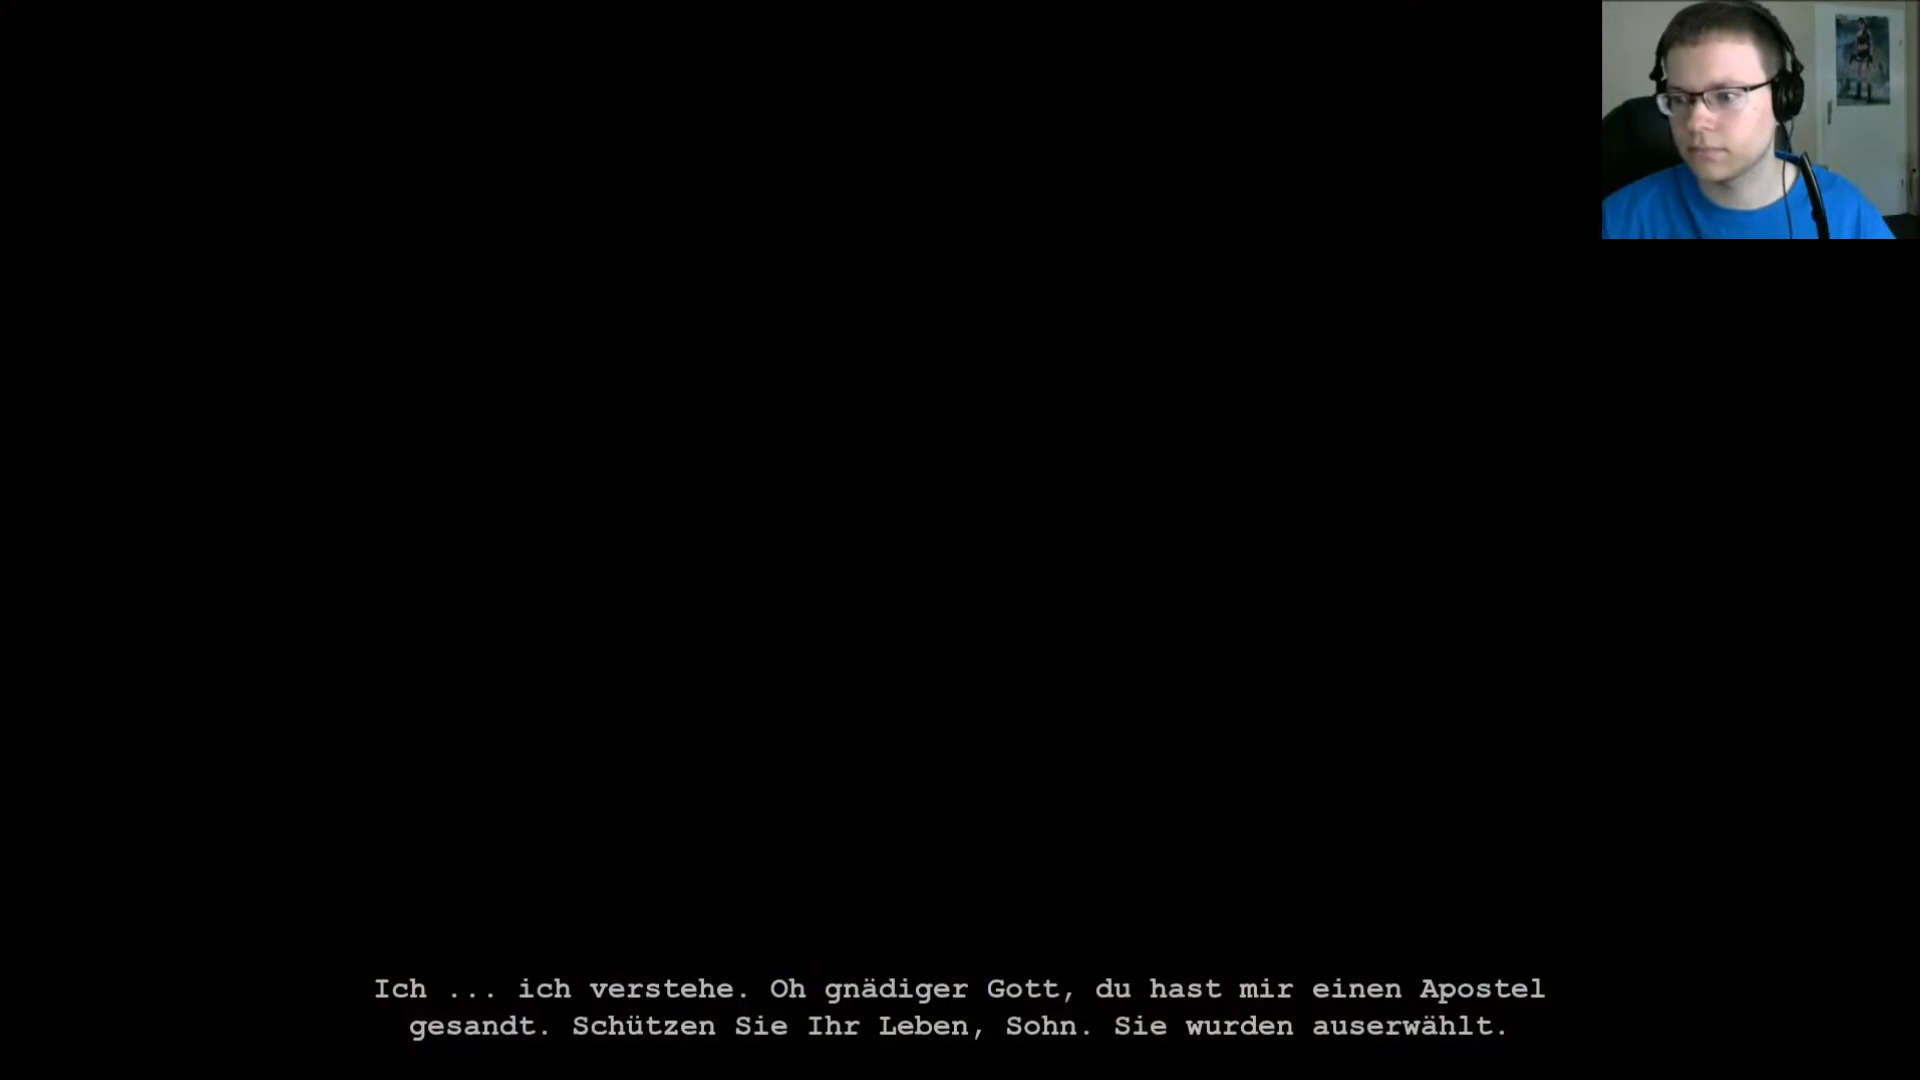 Ich ... ich verstehe. Oh gnädiger Gott, du hast mir einen Apostel
gesandt. Schützen Sie Ihr Leben, Sohn. Sie wurden auserwählt.